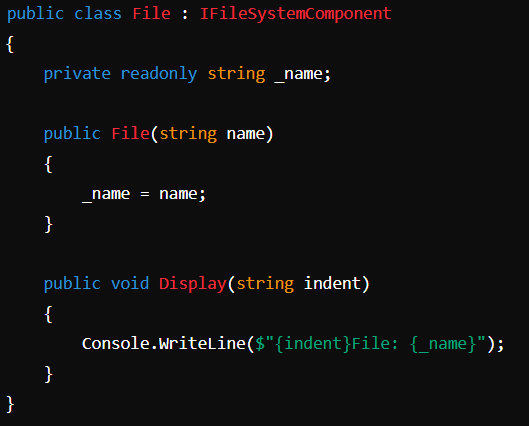 public class File : IFileSystemComponent
{
    private readonly string _name;

    public File(string name)
    {
        _name = name;
    }

    public void Display(string indent)
    {
        Console.WriteLine($"{indent}File: {_name}");
    }
}